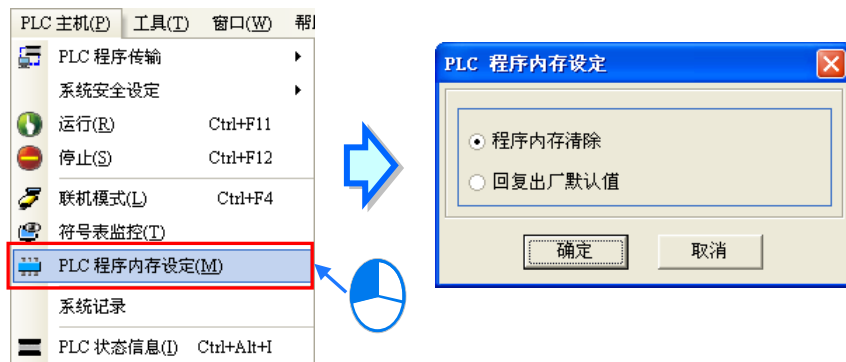 PLC 主机(P) 工具(T) 窗口(W)
PLC 程序传输
系统安全设定
运行(R) Ctrl+F11
停止(S) Ctrl+F12
联机模式(L) Ctrl+F4
符号表监控(T)
PLC 程序内存设定(M)
系统记录
PLC 状态信息(I) Ctrl+Alt+I
PLC 程序内存设定
程序内存清除
回复出厂默认值
确定 取消